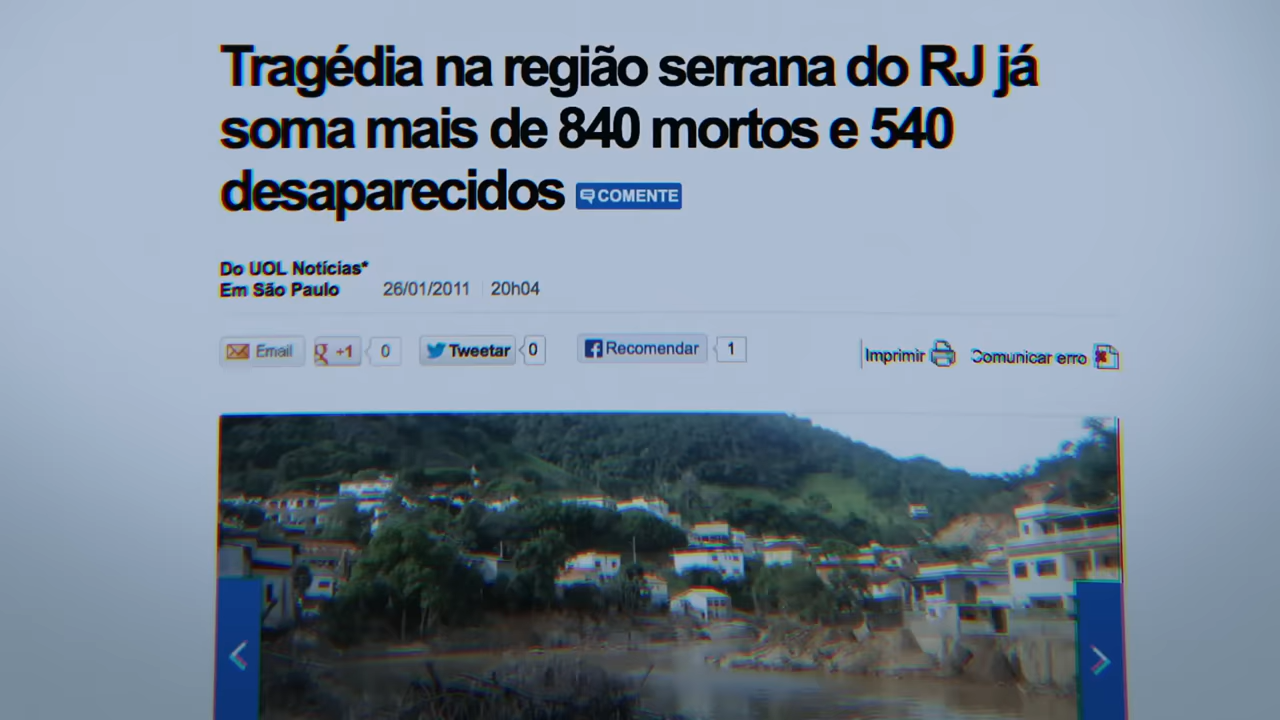 Tragédia na região serrana do RJ já
soma mais de 840 mortos e 540
desaparecidos COMENTE
Do UOL Notícias*
Em São Paulo 26/01/2011 20h04
Email +1 0 Tweetar 0 Recomendar 1 Imprimir Comunicar erro